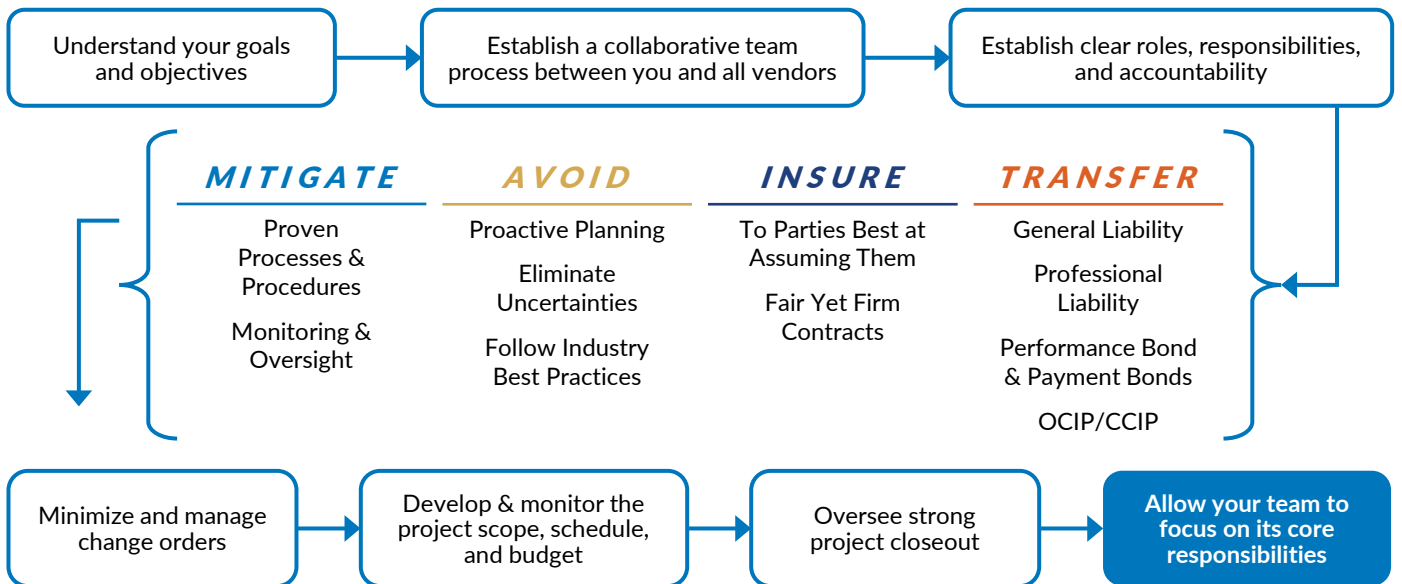 Understand your goals
and objectives
Establish a collaborative team
process between you and all vendors
Establish clear roles, responsibilities,
and accountability
MITIGATE
Proven
Processes &
Procedures
Monitoring &
Oversight
AVOID
Proactive Planning
Eliminate
Uncertainties
Follow Industry
Best Practices
INSURE
To Parties Best at
Assuming Them
Fair Yet Firm
Contracts
TRANSFER
General Liability
Professional
Liability
Performance Bond
& Payment Bonds
OCIP/CCIP
Minimize and manage
change orders
Develop & monitor the
project scope, schedule,
and budget
Oversee strong
project closeout
Allow your team to
focus on its core
responsibilities